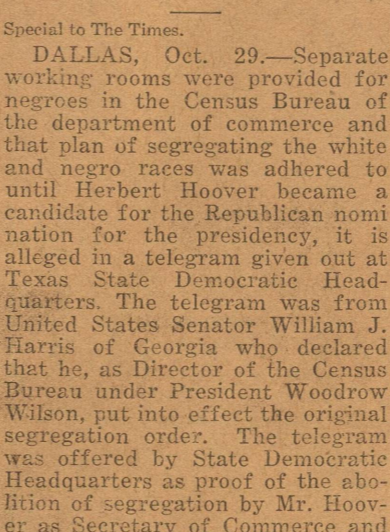 Special to The Times.
DALLAS, Oct. 29.—Separate
working rooms were provided for
negroes in the Census Bureau of
the department of commerce and
that plan of segregating the white
and negro races was adhered to
until Herbert Hoover became a
candidate for the Republican nomi
nation for the presidency, it is
alleged in a telegram given out at
Texas State Democratic Head-
quarters. The telegram was from
United States Senator William J.
Harris of Georgia who declared
that he, as Director of the Census
Bureau under President Woodrow
Wilson, put into effect the original
segregation order. The telegram
was offered by State Democratic
Headquarters as proof of the abo-
lition of segregation by Mr. Hoov-
er as Secretary of Commerce and